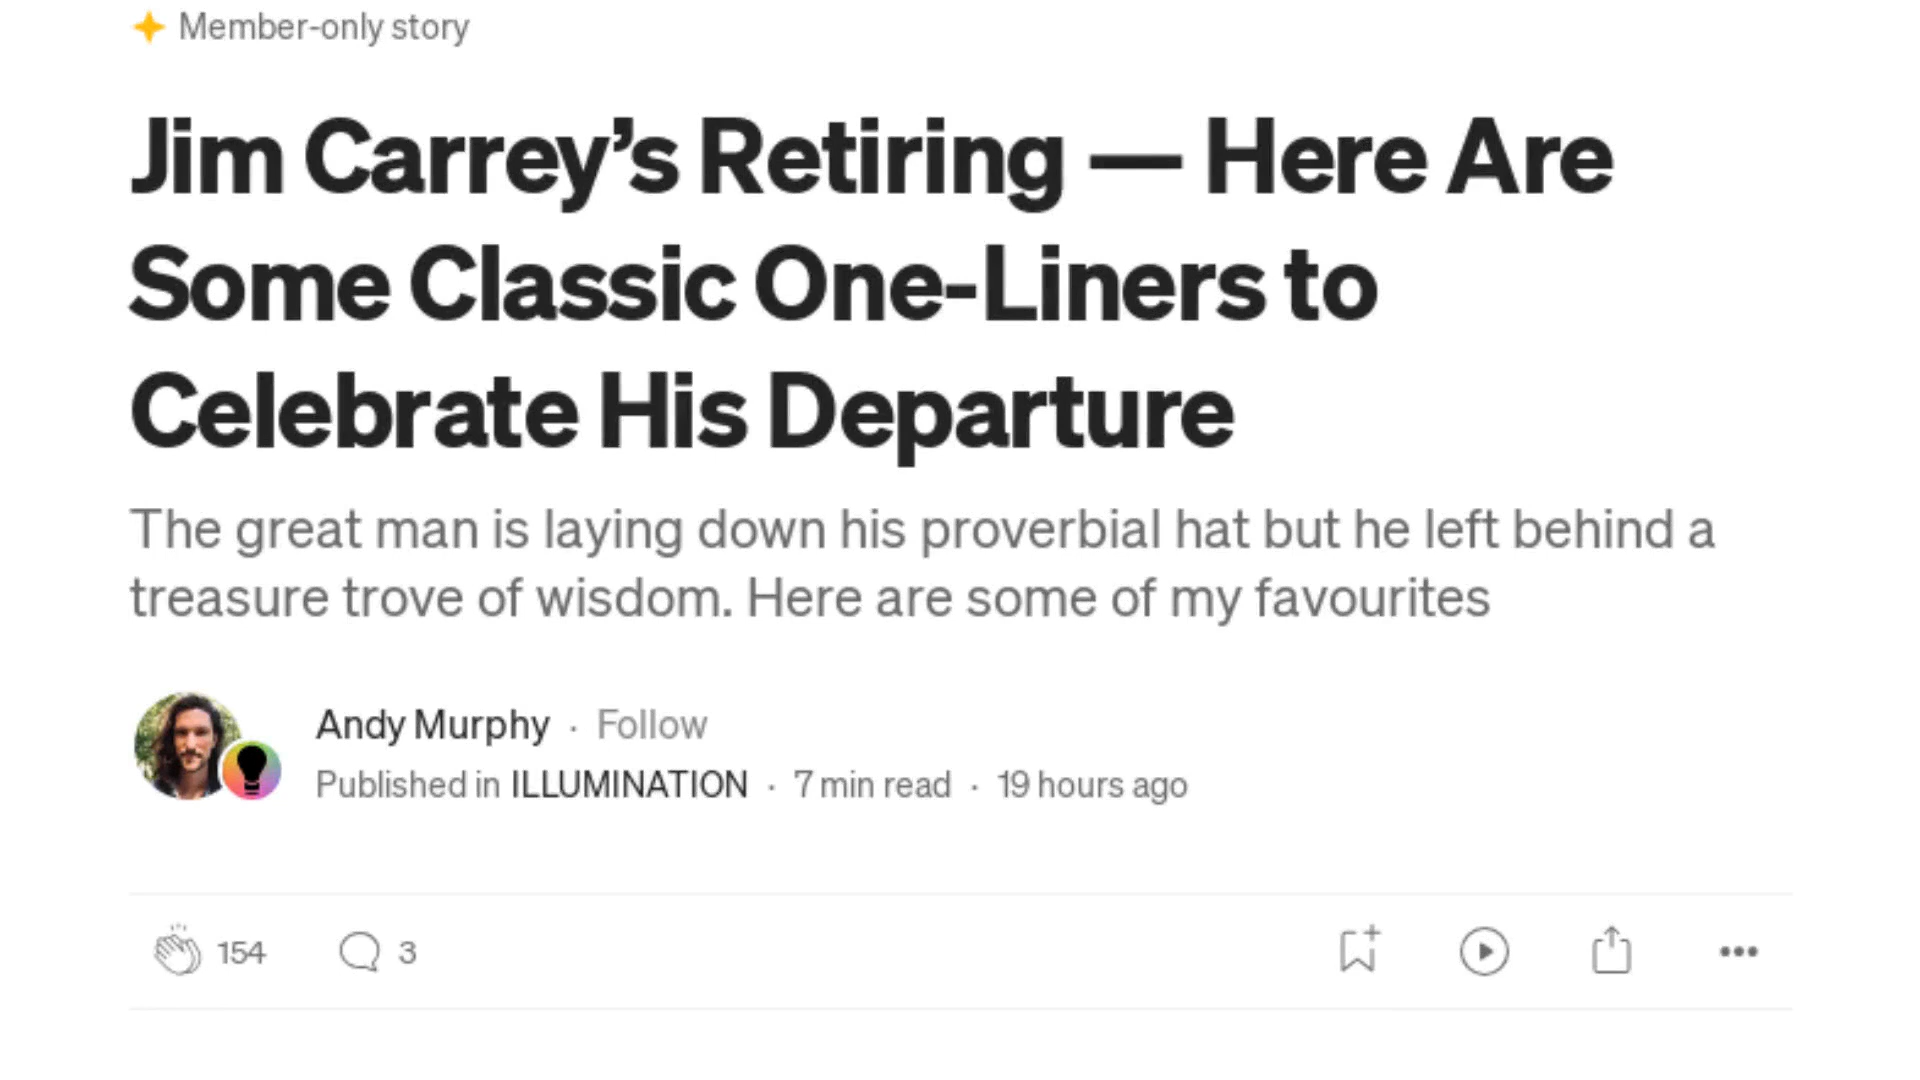 Member-only story
Jim Carrey’s Retiring — Here Are
Some Classic One-Liners to
Celebrate His Departure
The great man is laying down his proverbial hat but he left behind a
treasure trove of wisdom. Here are some of my favourites
Andy Murphy · Follow
Published in ILLUMINATION · 7 min read · 19 hours ago
154 3